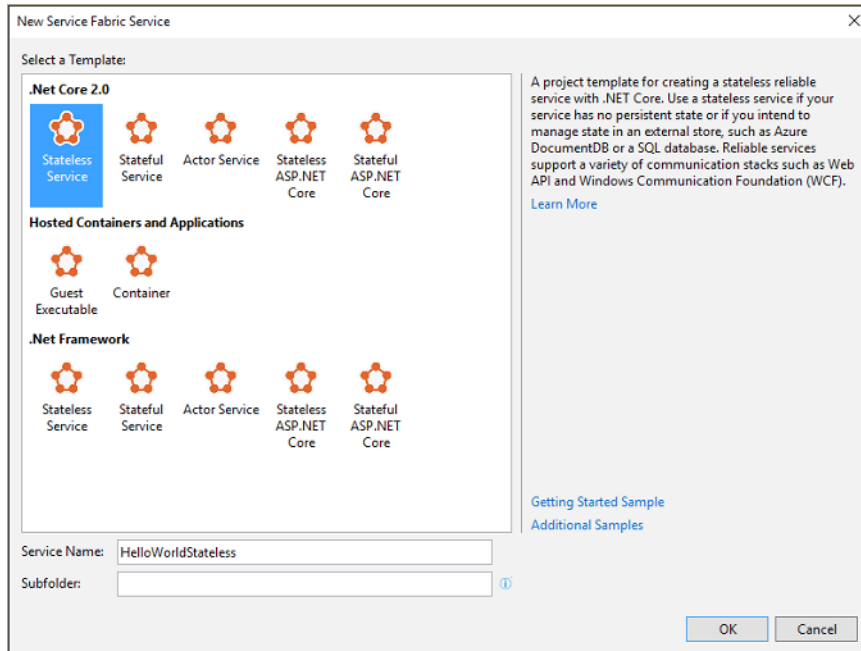 New Service Fabric Service
Select a Template:
.Net Core 2.0
Stateless
Service
Stateful
Service
Actor Service
Stateless
ASP.NET
Core
Stateful
ASP.NET
Core
Hosted Containers and Applications
Guest
Executable
Container
.Net Framework
Stateless
Service
Stateful
Service
Actor Service
Stateless
ASP.NET
Core
Stateful
ASP.NET
Core
A project template for creating a stateless reliable
service with .NET Core. Use a stateless service if your
service has no persistent state or if you intend to
manage state in an external store, such as Azure
DocumentDB or a SQL database. Reliable services
support a variety of communication stacks such as Web
API and Windows Communication Foundation (WCF).
Learn More
Getting Started Sample
Additional Samples
Service Name: HelloWorldStateless
Subfolder:
OK Cancel